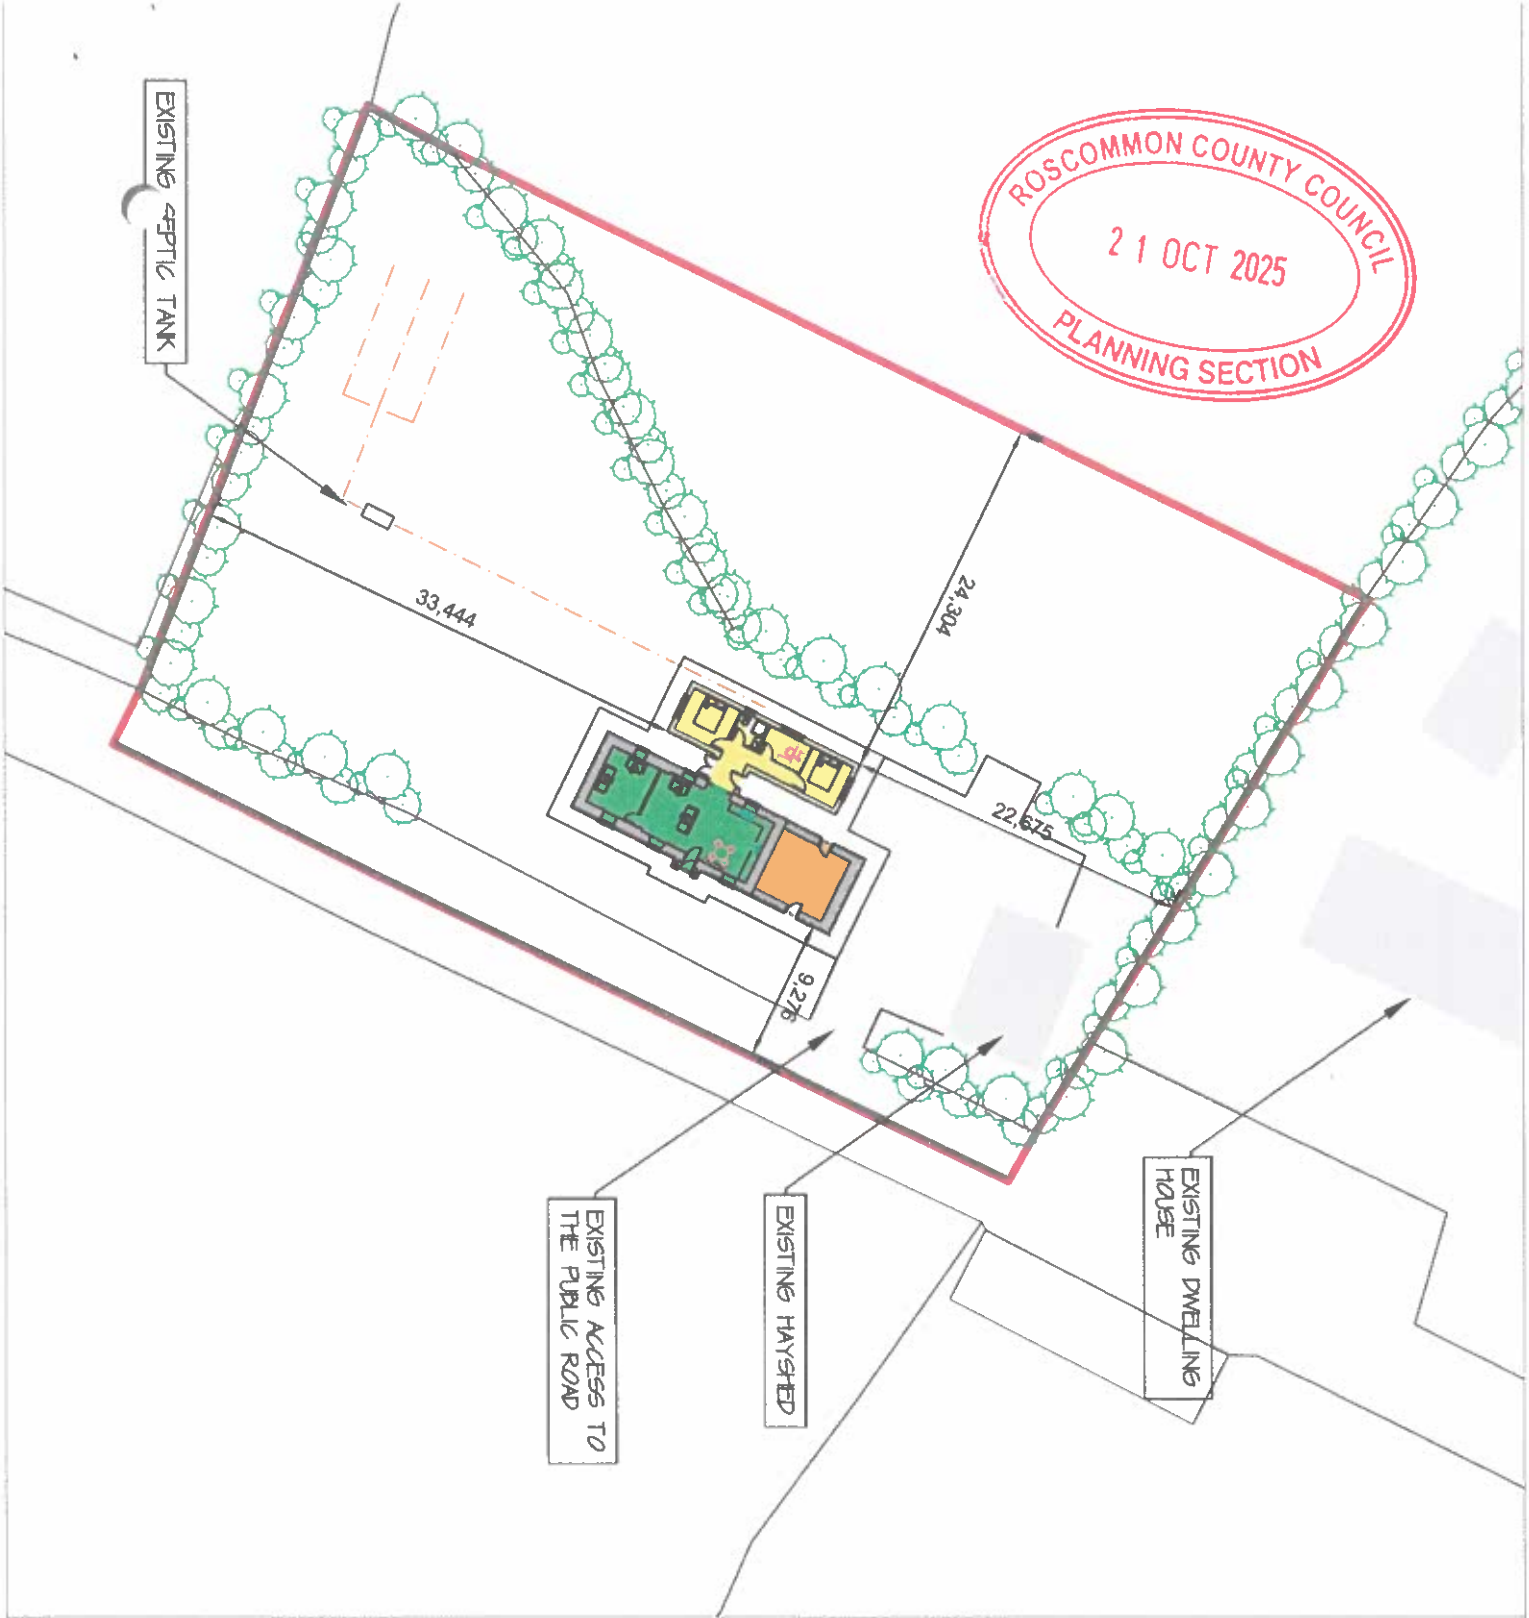 ROSCOMMON COUNTY COUNCIL
21 OCT 2025
PLANNING SECTION
EXISTING SEPTIC TANK
33,444
24,304
22,675
9,276
EXISTING DWELLING
HOUSE
EXISTING HAYSHED
EXISTING ACCESS TO
THE PUBLIC ROAD